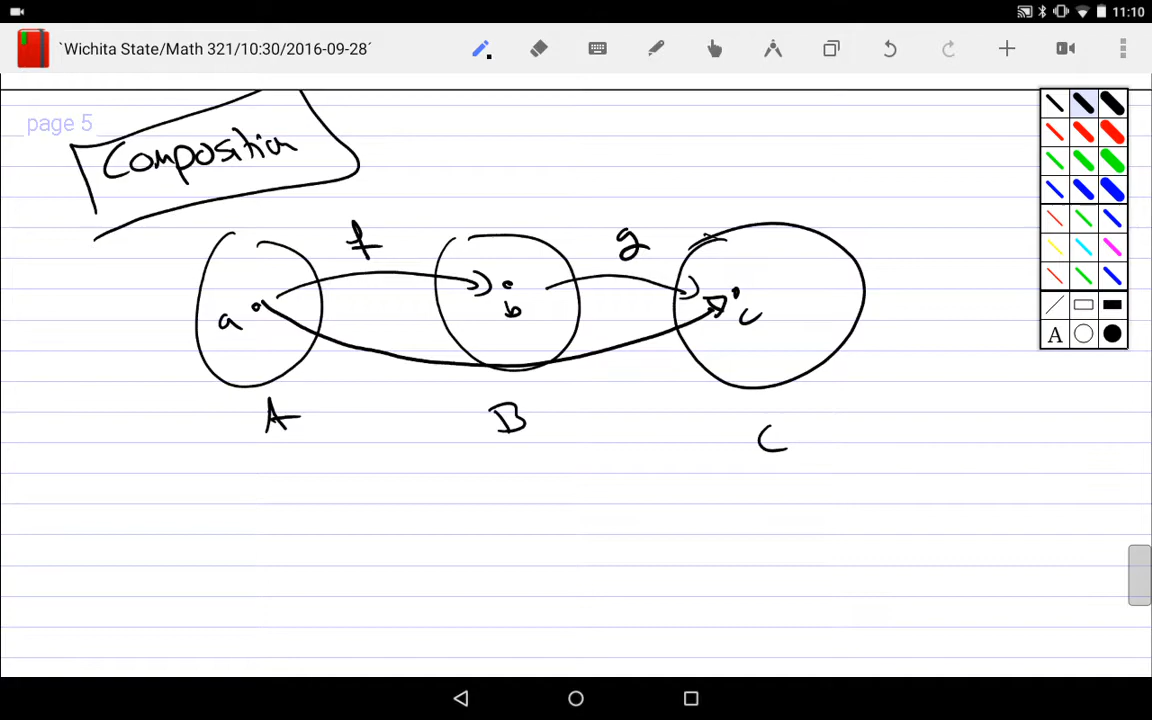 11:10
`Wichita State/Math 321/10:30/2016-09-28´
page 5
Composition
f
g
a
b
c
A
B
C
A